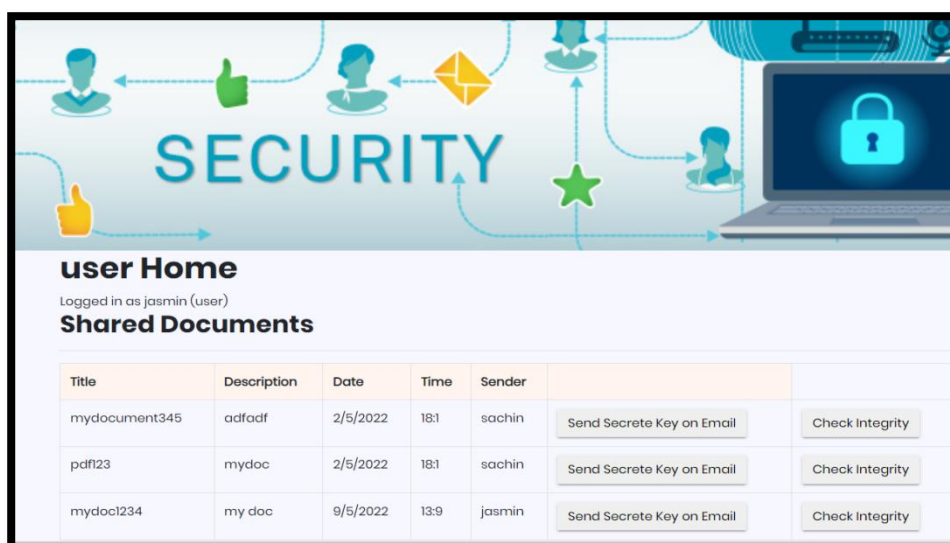 SECURITY
user Home
Logged in as jasmin (user)
Shared Documents
Title Description Date Time Sender
mydocument345 adfadf 2/5/2022 18:1 sachin Send Secrete Key on Email Check Integrity
pdf123 mydoc 2/5/2022 18:1 sachin Send Secrete Key on Email Check Integrity
mydoc1234 my doc 9/5/2022 13:9 jasmin Send Secrete Key on Email Check Integrity